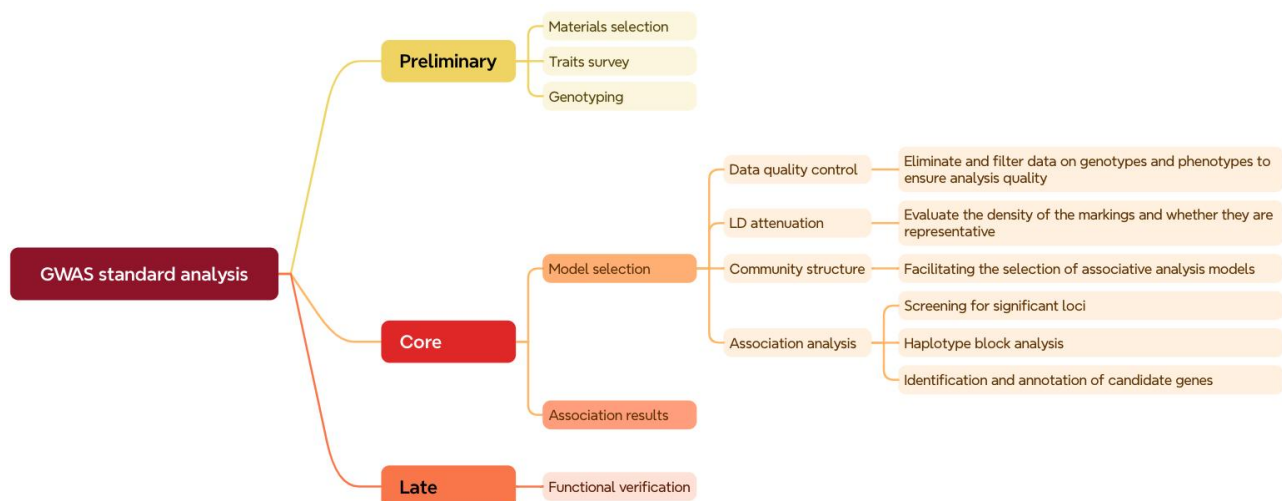 GWAS standard analysis
Preliminary
Materials selection
Traits survey
Genotyping
Core
Model selection
Data quality control
Eliminate and filter data on genotypes and phenotypes to
ensure analysis quality
LD attenuation
Evaluate the density of the markings and whether they are
representative
Community structure
Facilitating the selection of associative analysis models
Association analysis
Screening for significant loci
Haplotype block analysis
Identification and annotation of candidate genes
Association results
Late
Functional verification